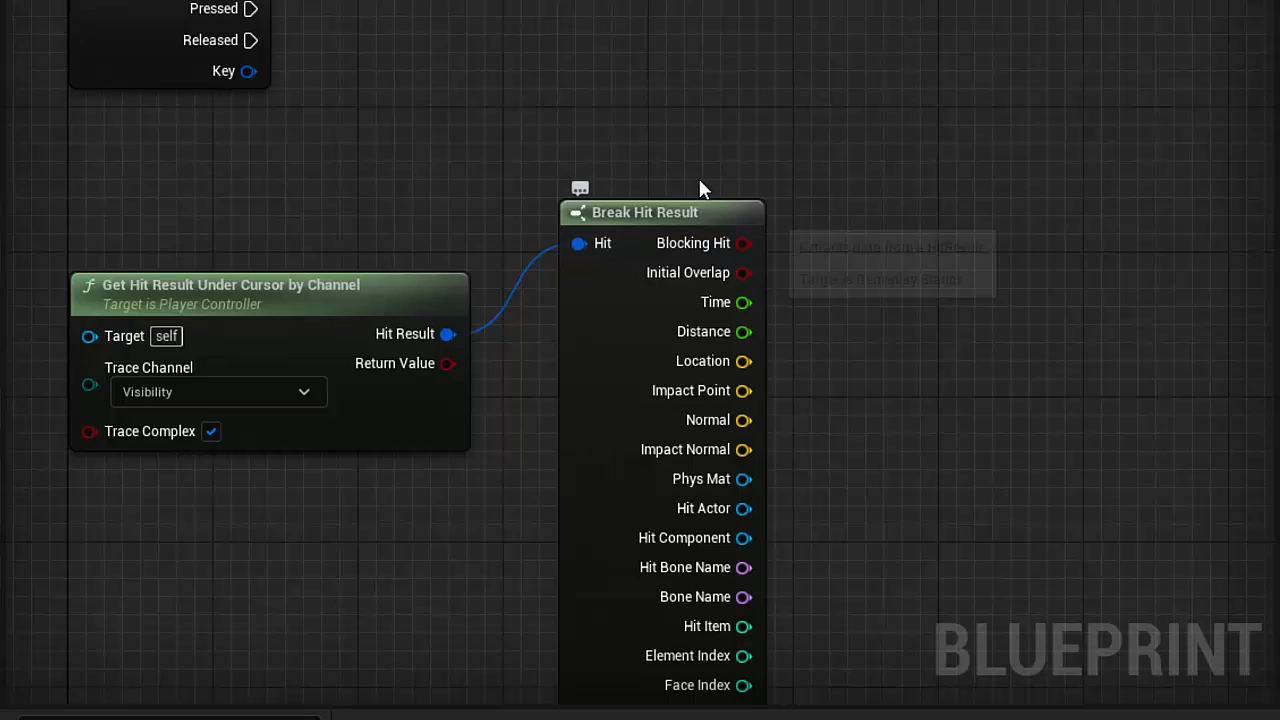 Pressed
Released
Key
Break Hit Result
Hit
Blocking Hit
Initial Overlap
Time
Distance
Location
Impact Point
Normal
Impact Normal
Phys Mat
Hit Actor
Hit Component
Hit Bone Name
Bone Name
Hit Item
Element Index
Face Index
f Get Hit Result Under Cursor by Channel
Target is Player Controller
Target self
Hit Result
Return Value
Trace Channel
Visibility
Trace Complex
BLUEPRINT